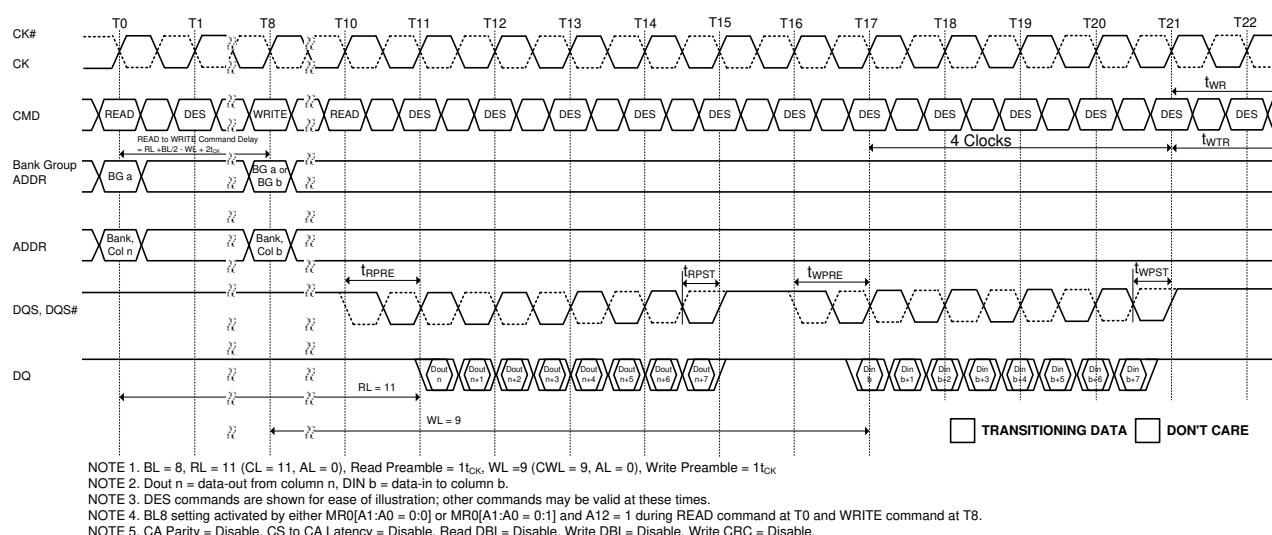 T0 T1 T8 T10 T11 T12 T13 T14 T15 T16 T17 T18 T19 T20 T21 T22
CK#
CK
tWR
CMD READ DES WRITE READ DES DES DES DES DES DES DES DES DES DES DES DES
READ to WRITE Command Delay
= RL +BL/2 - WL + 2tCK
4 Clocks
tWTR
Bank Group
ADDR
BG a
BG a or
BG b
ADDR
Bank,
Col n
Bank,
Col b
tRPRE
tRPST
tWPRE
tWPST
DQS, DQS#
DQ
Dout
n
Dout
n+1
Dout
n+2
Dout
n+3
Dout
n+4
Dout
n+5
Dout
n+6
Dout
n+7
Din
b
Din
b+1
Din
b+2
Din
b+3
Din
b+4
Din
b+5
Din
b+6
Din
b+7
RL = 11
WL = 9
TRANSITIONING DATA
DON'T CARE
NOTE 1. BL = 8, RL = 11 (CL = 11, AL = 0), Read Preamble = 1tCK, WL =9 (CWL = 9, AL = 0), Write Preamble = 1tCK
NOTE 2. Dout n = data-out from column n, DIN b = data-in to column b.
NOTE 3. DES commands are shown for ease of illustration; other commands may be valid at these times.
NOTE 4. BL8 setting activated by either MR0[A1:A0 = 0:0] or MR0[A1:A0 = 0:1] and A12 = 1 during READ command at T0 and WRITE command at T8.
NOTE 5. CA Parity = Disable, CS to CA Latency = Disable, Read DBI = Disable, Write DBI = Disable, Write CRC = Disable.